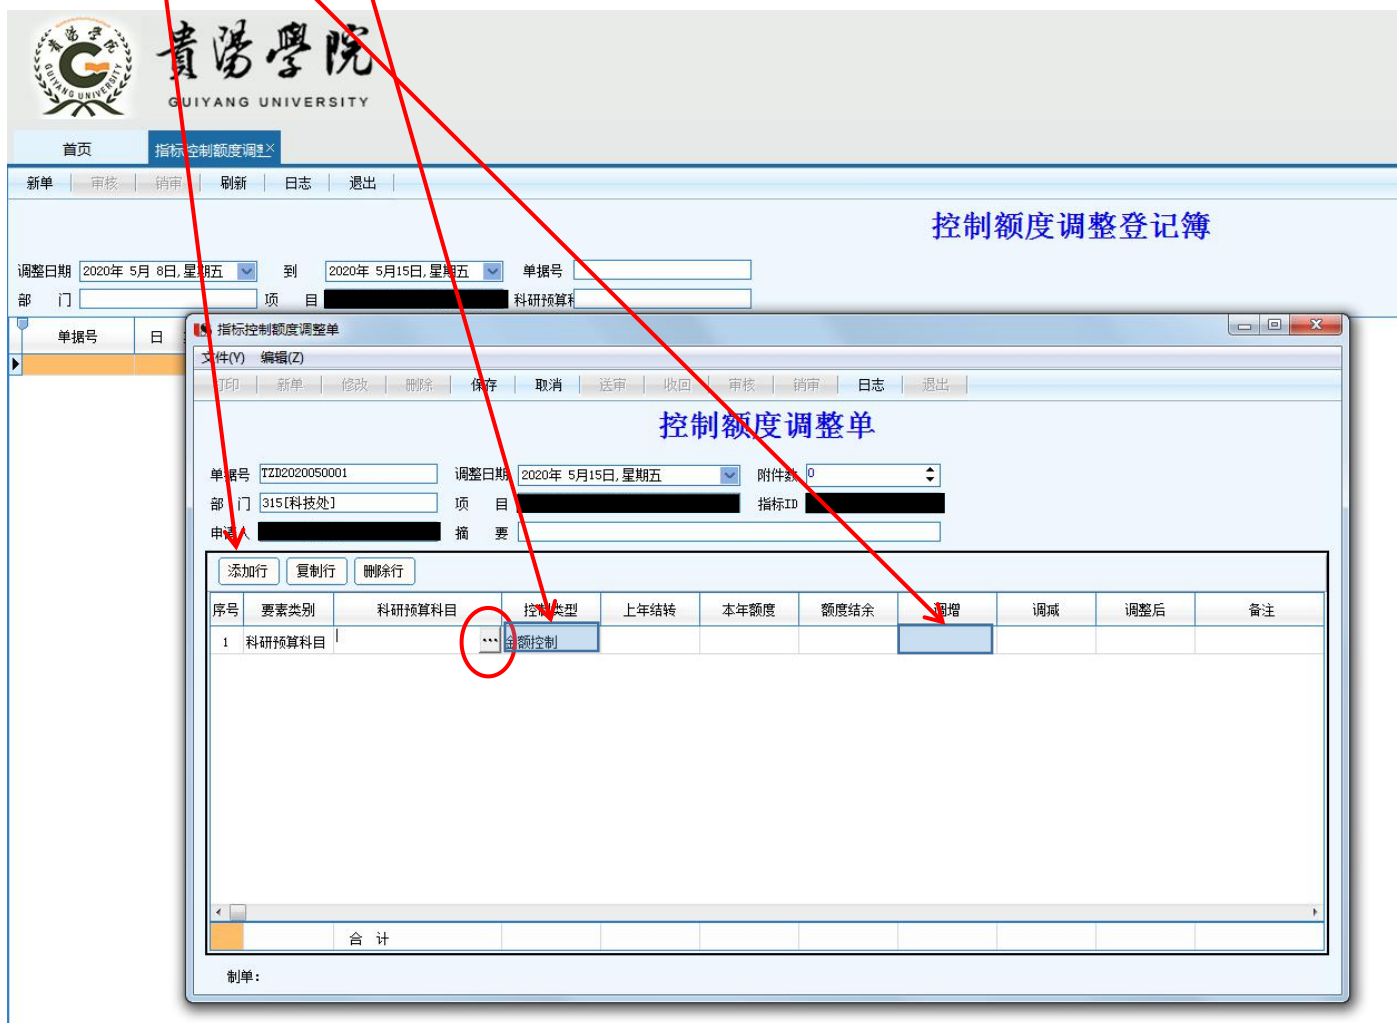 貴陽學院
GUIYANG UNIVERSITY
首页 指标控制额度调整×
新单 审核 销审 刷新 日志 退出
控制额度调整登记簿
调整日期 2020年 5月 8日,星期五 到 2020年 5月15日,星期五 单据号
部 门 项 目 科研预算科
单据号 日
指标控制额度调整单
文件(Y) 编辑(Z)
打印 新单 修改 删除 保存 取消 送审 收回 审核 销审 日志 退出
控制额度调整单
单据号 TZD2020050001 调整日期 2020年 5月15日,星期五 附件数 0
部 门 315[科技处] 项 目 指标ID
申请人 摘 要
添加行 复制行 删除行
序号 要素类别 科研预算科目 控制类型 上年结转 本年额度 额度结余 调增 调减 调整后 备注
1 科研预算科目 ... 金额控制
合 计
制单: